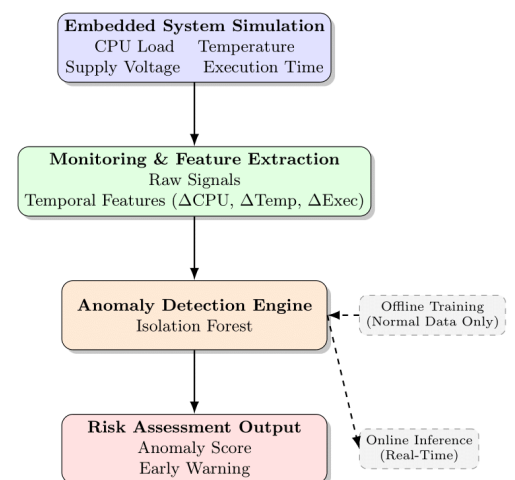 Embedded System Simulation
CPU Load Temperature
Supply Voltage Execution Time
Monitoring & Feature Extraction
Raw Signals
Temporal Features (ΔCPU, ΔTemp, ΔExec)
Anomaly Detection Engine
Isolation Forest
Offline Training
(Normal Data Only)
Risk Assessment Output
Anomaly Score
Early Warning
Online Inference
(Real-Time)